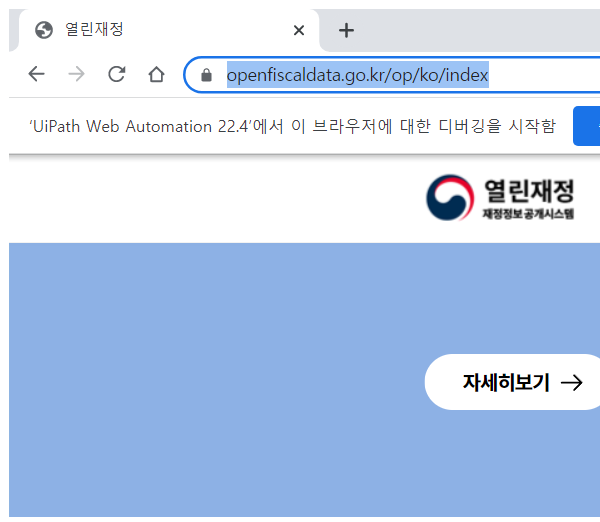 열린재정
openfiscaldata.go.kr/op/ko/index
‘UiPath Web Automation 22.4’에서 이 브라우저에 대한 디버깅을 시작함
열린재정
재정정보공개시스템
자세히보기